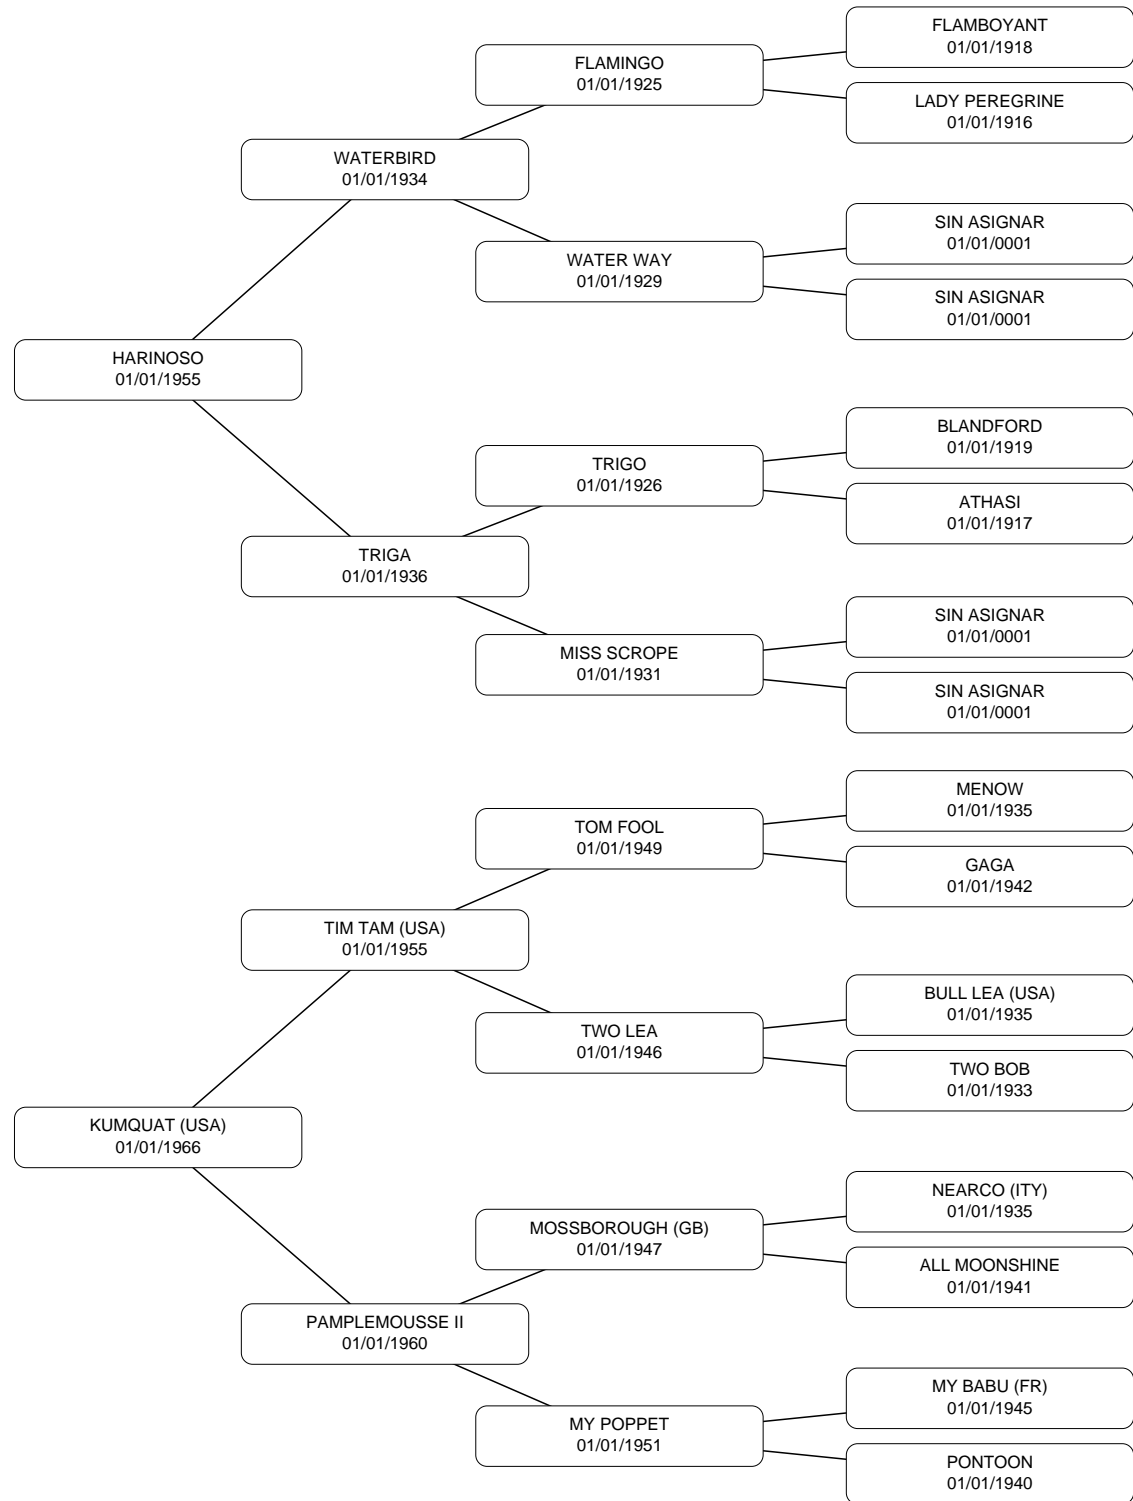 FLAMBOYANT
01/01/1918
FLAMINGO
01/01/1925
LADY PEREGRINE
01/01/1916
WATERBIRD
01/01/1934
SIN ASIGNAR
01/01/0001
WATER WAY
01/01/1929
SIN ASIGNAR
01/01/0001
HARINOSO
01/01/1955
BLANDFORD
01/01/1919
TRIGO
01/01/1926
ATHASI
01/01/1917
TRIGA
01/01/1936
SIN ASIGNAR
01/01/0001
MISS SCROPE
01/01/1931
SIN ASIGNAR
01/01/0001
MENOW
01/01/1935
TOM FOOL
01/01/1949
GAGA
01/01/1942
TIM TAM (USA)
01/01/1955
BULL LEA (USA)
01/01/1935
TWO LEA
01/01/1946
TWO BOB
01/01/1933
KUMQUAT (USA)
01/01/1966
NEARCO (ITY)
01/01/1935
MOSSBOROUGH (GB)
01/01/1947
ALL MOONSHINE
01/01/1941
PAMPLEMOUSSE II
01/01/1960
MY BABU (FR)
01/01/1945
MY POPPET
01/01/1951
PONTOON
01/01/1940